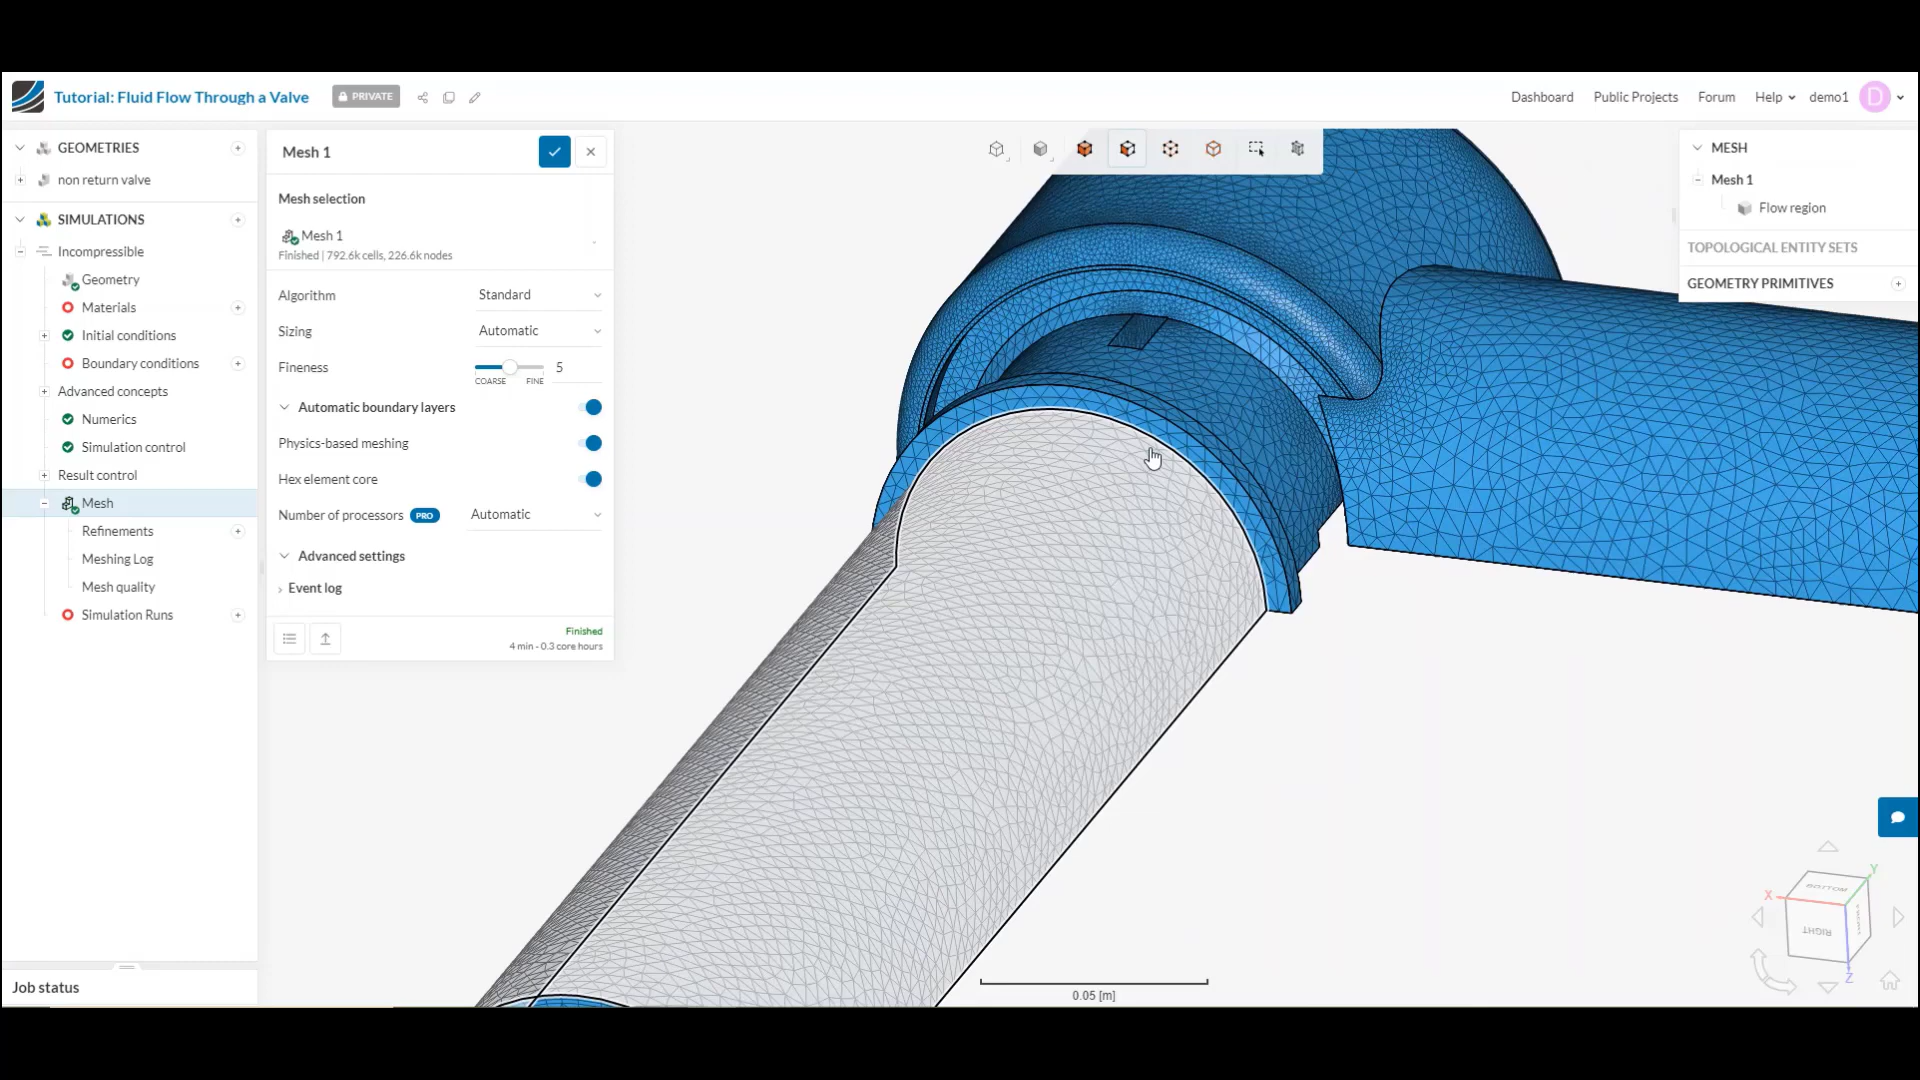 Tutorial: Fluid Flow Through a Valve
PRIVATE
Dashboard
Public Projects
Forum
Help
demo1
D
GEOMETRIES
non return valve
SIMULATIONS
Incompressible
Geometry
Materials
Initial conditions
Boundary conditions
Advanced concepts
Numerics
Simulation control
Result control
Mesh
Refinements
Meshing Log
Mesh quality
Simulation Runs
Job status
Mesh 1
Mesh selection
Mesh 1
Finished | 792.6k cells, 226.6k nodes
Algorithm Standard
Sizing Automatic
Fineness 5
COARSE FINE
Automatic boundary layers
Physics-based meshing
Hex element core
Number of processors PRO Automatic
Advanced settings
Event log
Finished
4 min - 0.3 core hours
MESH
Mesh 1
Flow region
TOPOLOGICAL ENTITY SETS
GEOMETRY PRIMITIVES
0.05 [m]
Y
X
BOTTOM
RIGHT
Z